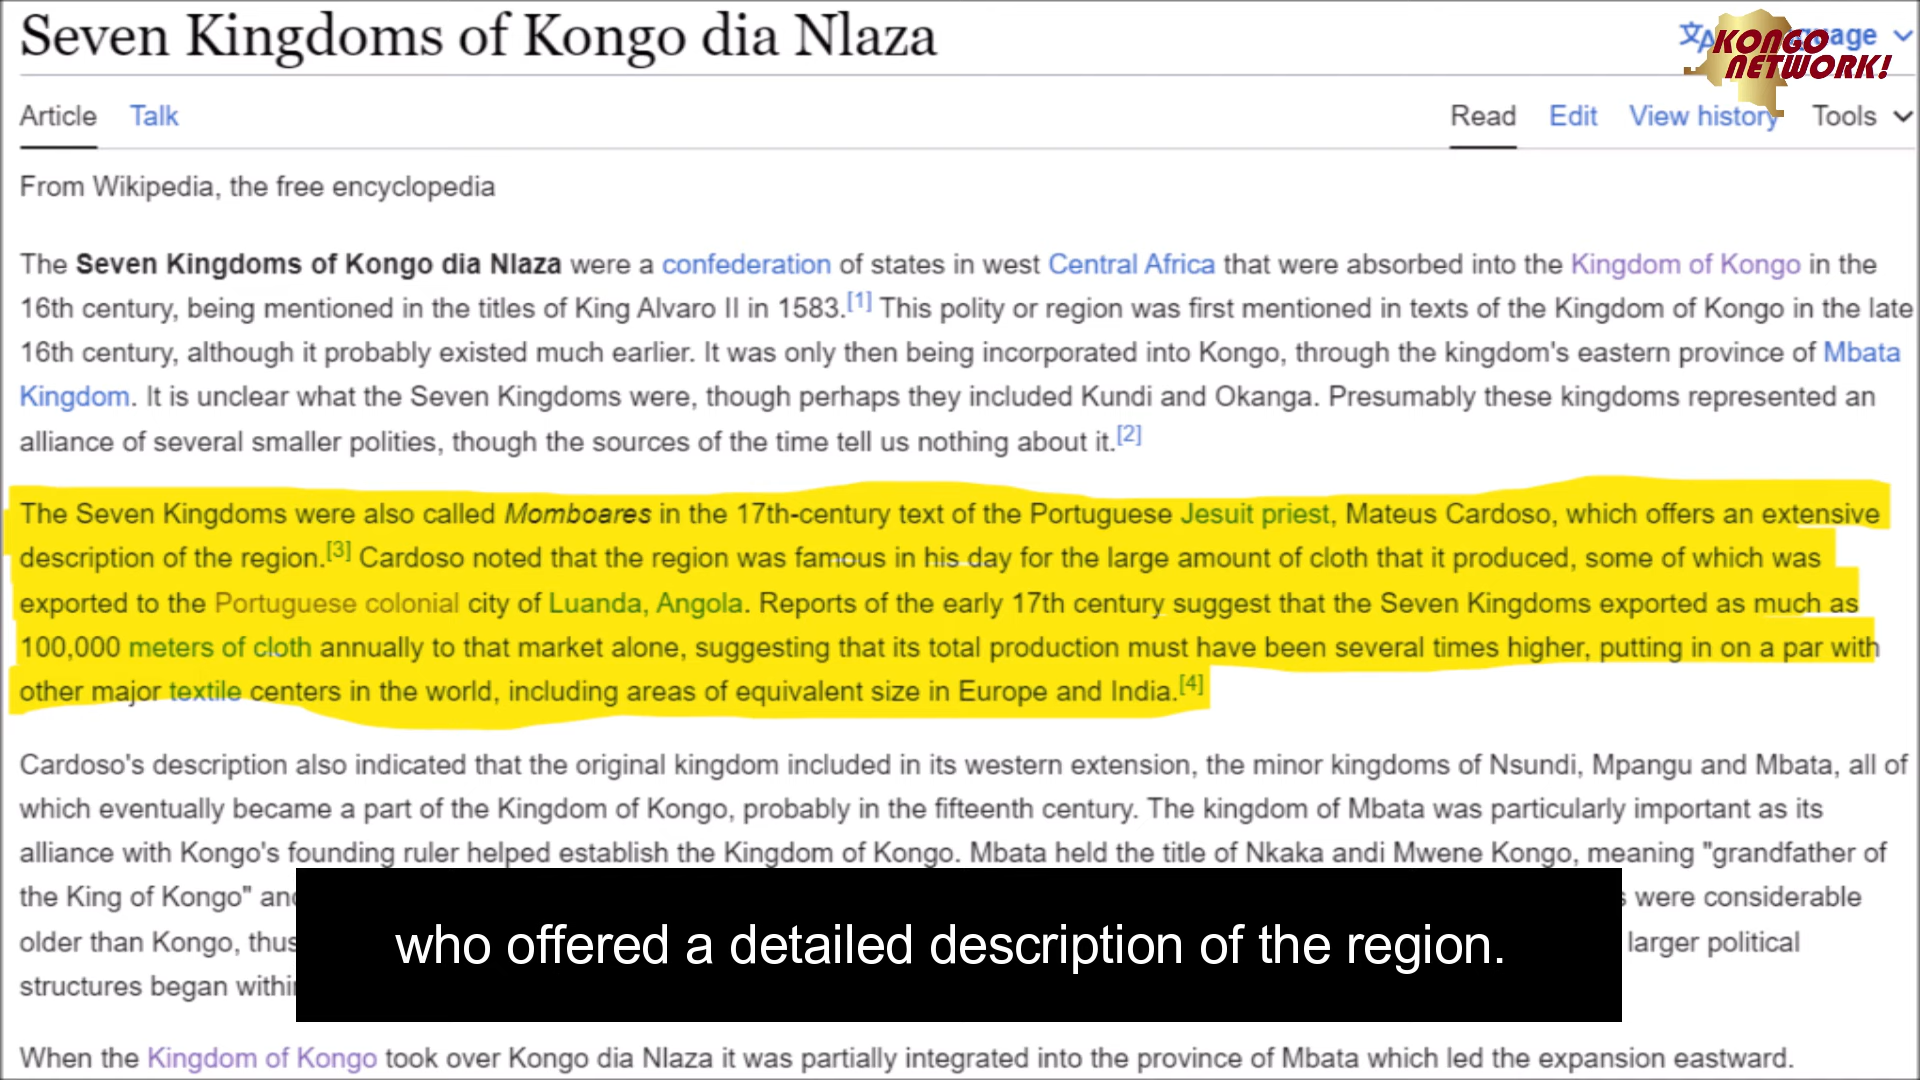 Seven Kingdoms of Kongo dia Nlaza
KONGO
NETWORK!
Article Talk Read Edit View history Tools
From Wikipedia, the free encyclopedia
The Seven Kingdoms of Kongo dia Nlaza were a confederation of states in west Central Africa that were absorbed into the Kingdom of Kongo in the
16th century, being mentioned in the titles of King Alvaro II in 1583.[1] This polity or region was first mentioned in texts of the Kingdom of Kongo in the late
16th century, although it probably existed much earlier. It was only then being incorporated into Kongo, through the kingdom's eastern province of Mbata
Kingdom. It is unclear what the Seven Kingdoms were, though perhaps they included Kundi and Okanga. Presumably these kingdoms represented an
alliance of several smaller polities, though the sources of the time tell us nothing about it.[2]
The Seven Kingdoms were also called Momboares in the 17th-century text of the Portuguese Jesuit priest, Mateus Cardoso, which offers an extensive
description of the region.[3] Cardoso noted that the region was famous in his day for the large amount of cloth that it produced, some of which was
exported to the Portuguese colonial city of Luanda, Angola. Reports of the early 17th century suggest that the Seven Kingdoms exported as much as
100,000 meters of cloth annually to that market alone, suggesting that its total production must have been several times higher, putting in on a par with
other major textile centers in the world, including areas of equivalent size in Europe and India.[4]
Cardoso's description also indicated that the original kingdom included in its western extension, the minor kingdoms of Nsundi, Mpangu and Mbata, all of
which eventually became a part of the Kingdom of Kongo, probably in the fifteenth century. The kingdom of Mbata was particularly important as its
alliance with Kongo's founding ruler helped establish the Kingdom of Kongo. Mbata held the title of Nkaka andi Mwene Kongo, meaning "grandfather of
the King of Kongo" were considerable
older than Kongo, thus larger political
structures began
who offered a detailed description of the region.
When the Kingdom of Kongo took over Kongo dia Nlaza it was partially integrated into the province of Mbata which led the expansion eastward.